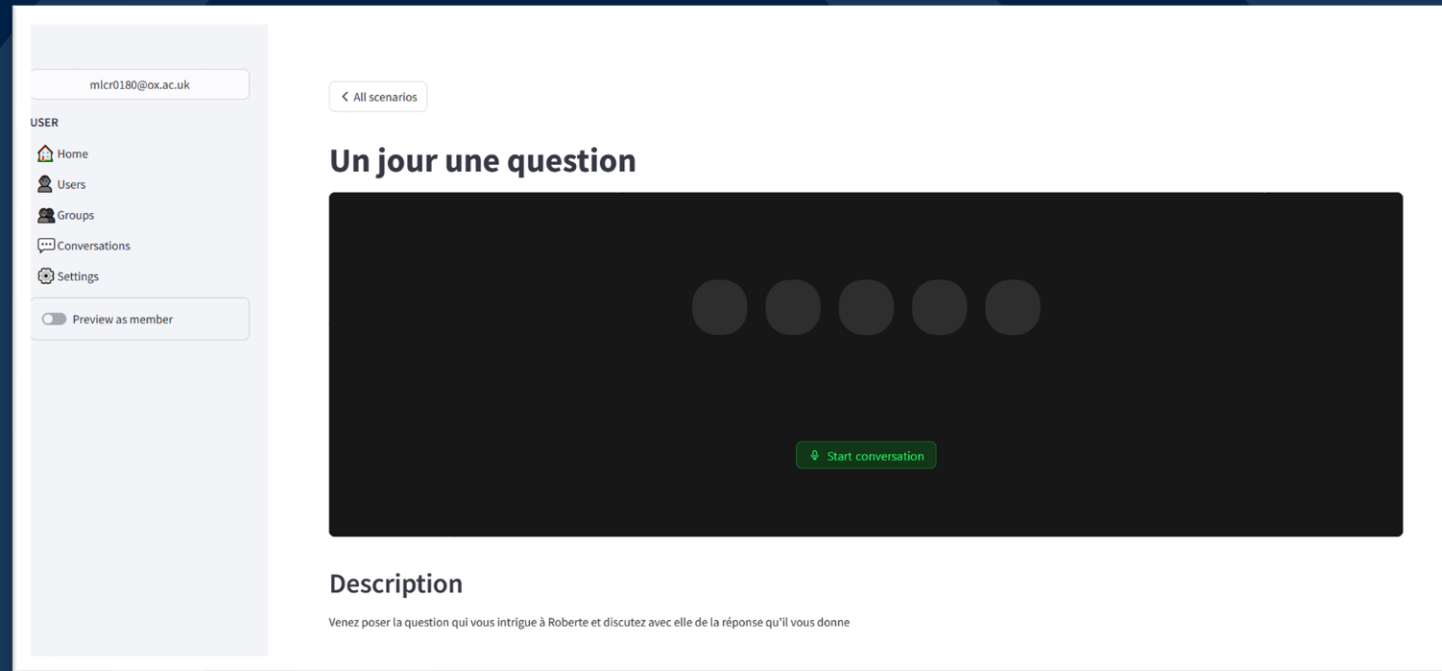 mlcr0180@ox.ac.uk
USER
Home
Users
Groups
Conversations
Settings
Preview as member
All scenarios
Un jour une question
Start conversation
Description
Venez poser la question qui vous intrigue à Roberte et discutez avec elle de la réponse qu'il vous donne